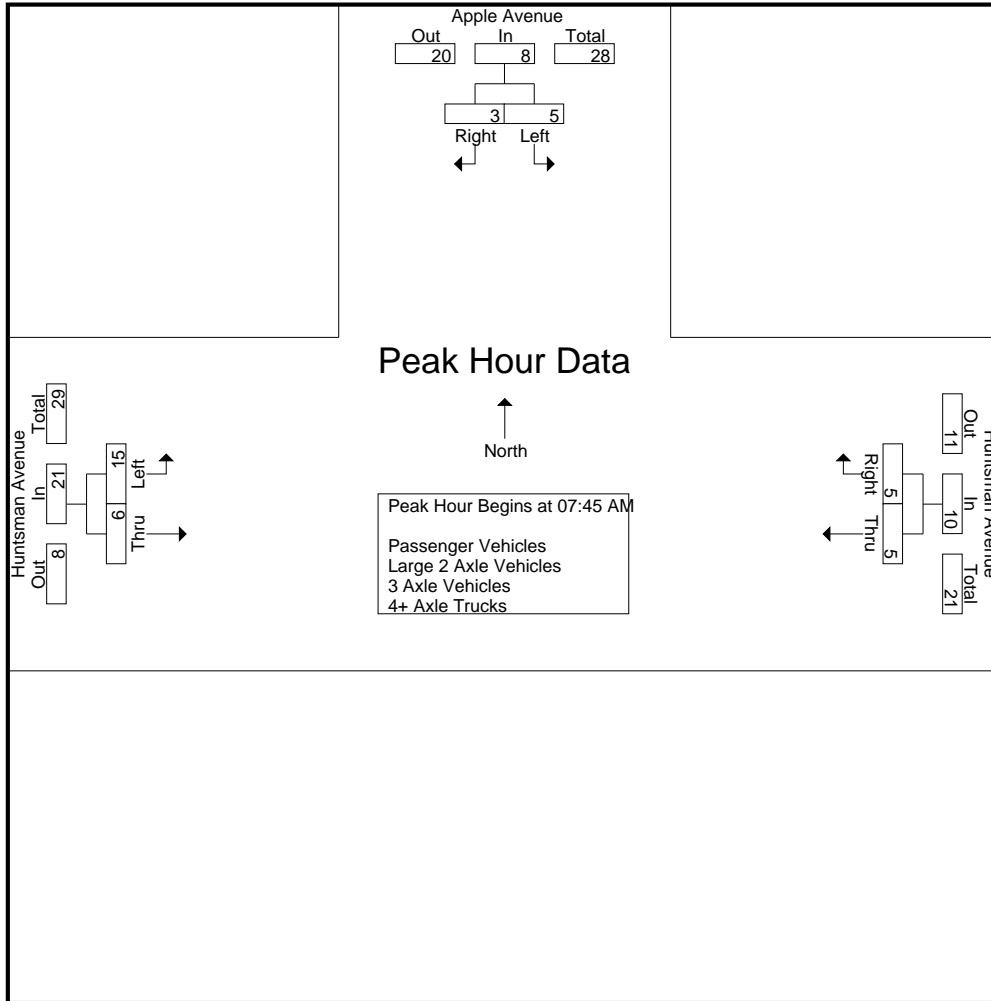 Apple Avenue
Out In Total
20 8 28
3 5
Right Left
Peak Hour Data
North
Peak Hour Begins at 07:45 AM
Passenger Vehicles
Large 2 Axle Vehicles
3 Axle Vehicles
4+ Axle Trucks
Huntsman Avenue
Out In Total
8 21 29
6 15
Thru Left
Huntsman Avenue
Out In Total
11 10 21
5 5
Right Thru